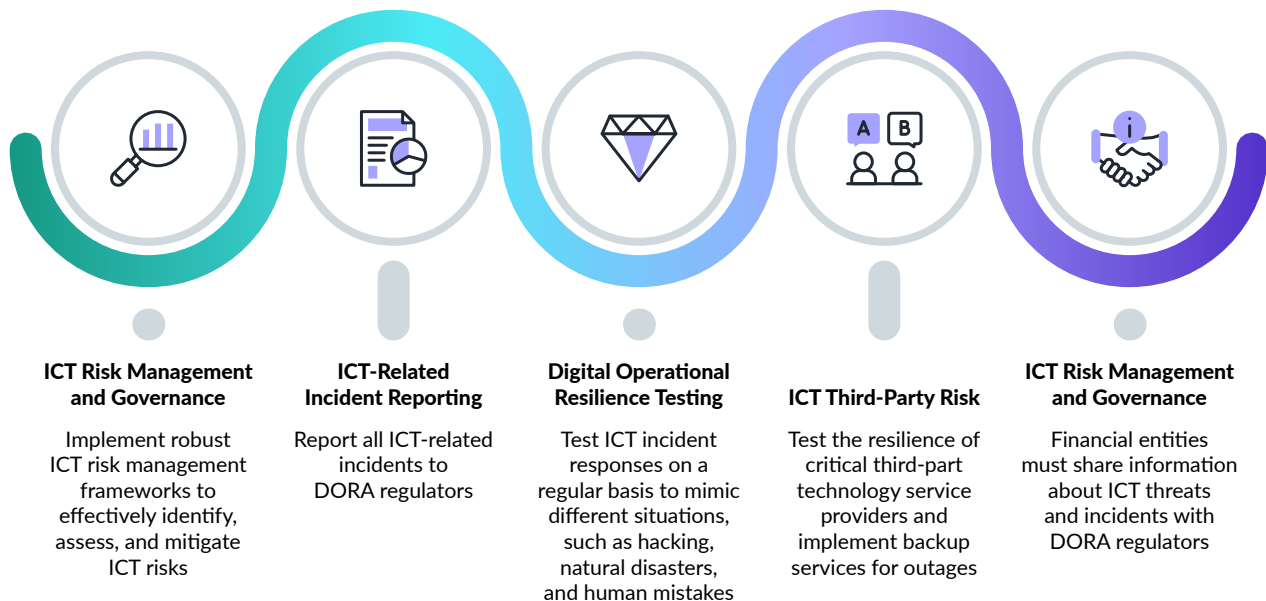 A
B
i
ICT Risk Management
and Governance
Implement robust
ICT risk management
frameworks to
effectively identify,
assess, and mitigate
ICT risks
ICT-Related
Incident Reporting
Report all ICT-related
incidents to
DORA regulators
Digital Operational
Resilience Testing
Test ICT incident
responses on a
regular basis to mimic
different situations,
such as hacking,
natural disasters,
and human mistakes
ICT Third-Party Risk
Test the resilience of
critical third-part
technology service
providers and
implement backup
services for outages
ICT Risk Management
and Governance
Financial entities
must share information
about ICT threats
and incidents with
DORA regulators